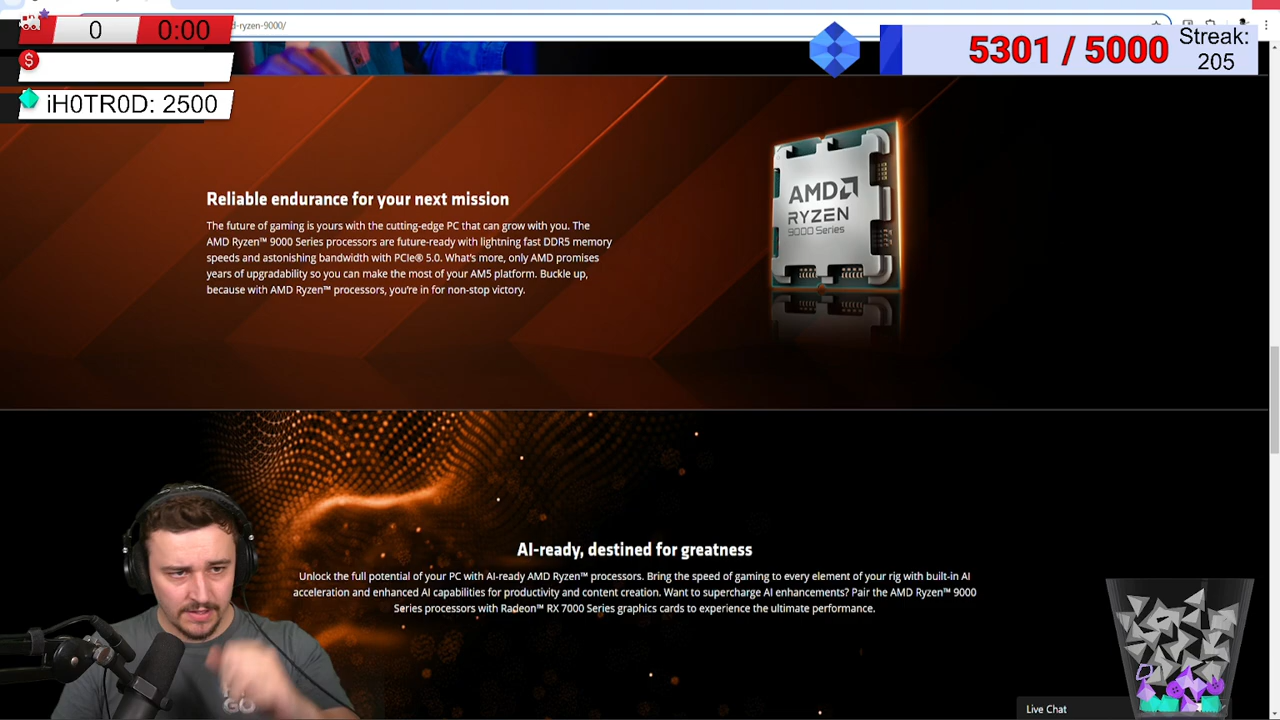 0
0:00
d-ryzen-9000/
$
iH0TR0D: 2500
5301 / 5000
Streak:
205
Reliable endurance for your next mission
The future of gaming is yours with the cutting-edge PC that can grow with you. The
AMD Ryzen™ 9000 Series processors are future-ready with lightning fast DDR5 memory
speeds and astonishing bandwidth with PCIe® 5.0. What's more, only AMD promises
years of upgradability so you can make the most of your AM5 platform. Buckle up,
because with AMD Ryzen™ processors, you're in for non-stop victory.
AMD
RYZEN
9000 Series
AI-ready, destined for greatness
Unlock the full potential of your PC with AI-ready AMD Ryzen™ processors. Bring the speed of gaming to every element of your rig with built-in AI
acceleration and enhanced AI capabilities for productivity and content creation. Want to supercharge AI enhancements? Pair the AMD Ryzen™ 9000
Series processors with Radeon™ RX 7000 Series graphics cards to experience the ultimate performance.
GO
Live Chat